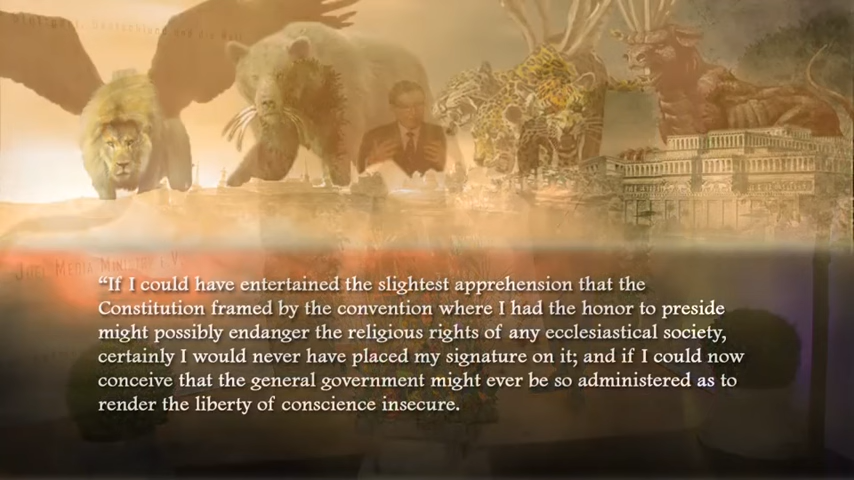 Joel Media Ministry e.V.
“If I could have entertained the slightest apprehension that the
Constitution framed by the convention where I had the honor to preside
might possibly endanger the religious rights of any ecclesiastical society,
certainly I would never have placed my signature on it; and if I could now
conceive that the general government might ever be so administered as to
render the liberty of conscience insecure.